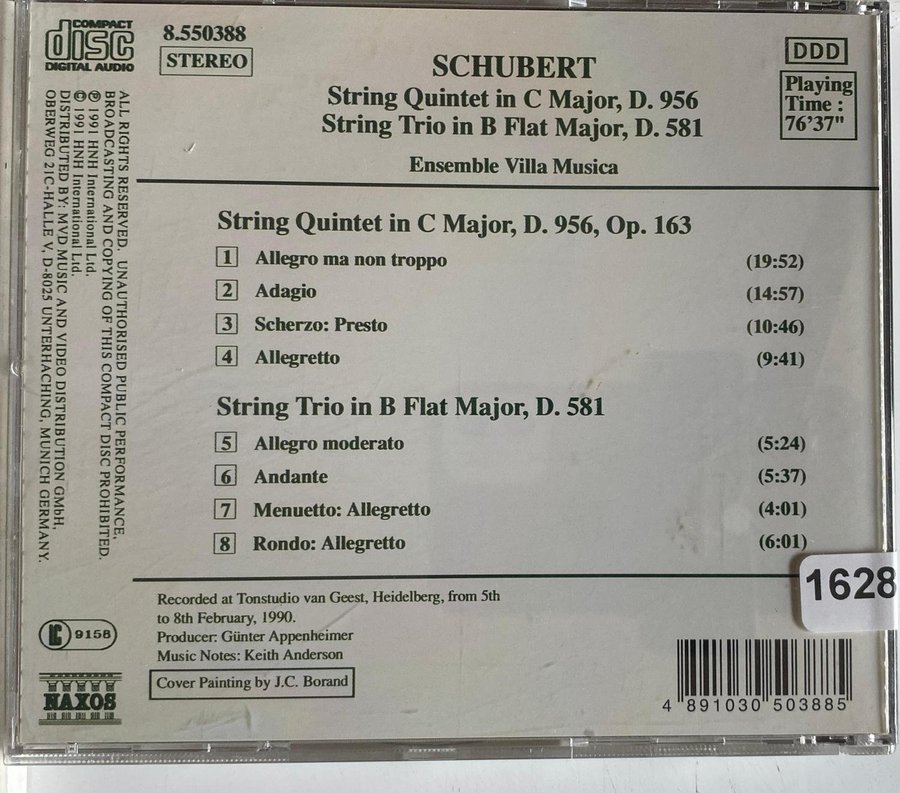 COMPACT
disc
DIGITAL AUDIO
8.550388
STEREO
SCHUBERT
String Quintet in C Major, D. 956
String Trio in B Flat Major, D. 581
Ensemble Villa Musica
DDD
Playing
Time :
76'37"
String Quintet in C Major, D. 956, Op. 163
1 Allegro ma non troppo (19:52)
2 Adagio (14:57)
3 Scherzo: Presto (10:46)
4 Allegretto (9:41)
String Trio in B Flat Major, D. 581
5 Allegro moderato (5:24)
6 Andante (5:37)
7 Menuetto: Allegretto (4:01)
8 Rondo: Allegretto (6:01)
Recorded at Tonstudio van Geest, Heidelberg, from 5th
to 8th February, 1990.
Producer: Günter Appenheimer
Music Notes: Keith Anderson
Cover Painting by J.C. Borand
ALL RIGHTS RESERVED. UNAUTHORISED PUBLIC PERFORMANCE,
BROADCASTING AND COPYING OF THIS COMPACT DISC PROHIBITED.
℗ 1991 HNH International Ltd.
© 1991 HNH International Ltd.
DISTRIBUTED BY: MVD MUSIC AND VIDEO DISTRIBUTION GMbH,
OBERWEG 21C-HALLE V, D-8025 UNTERHACHING, MUNICH GERMANY.
LC 9158
NAXOS
1628
4 891030 503885